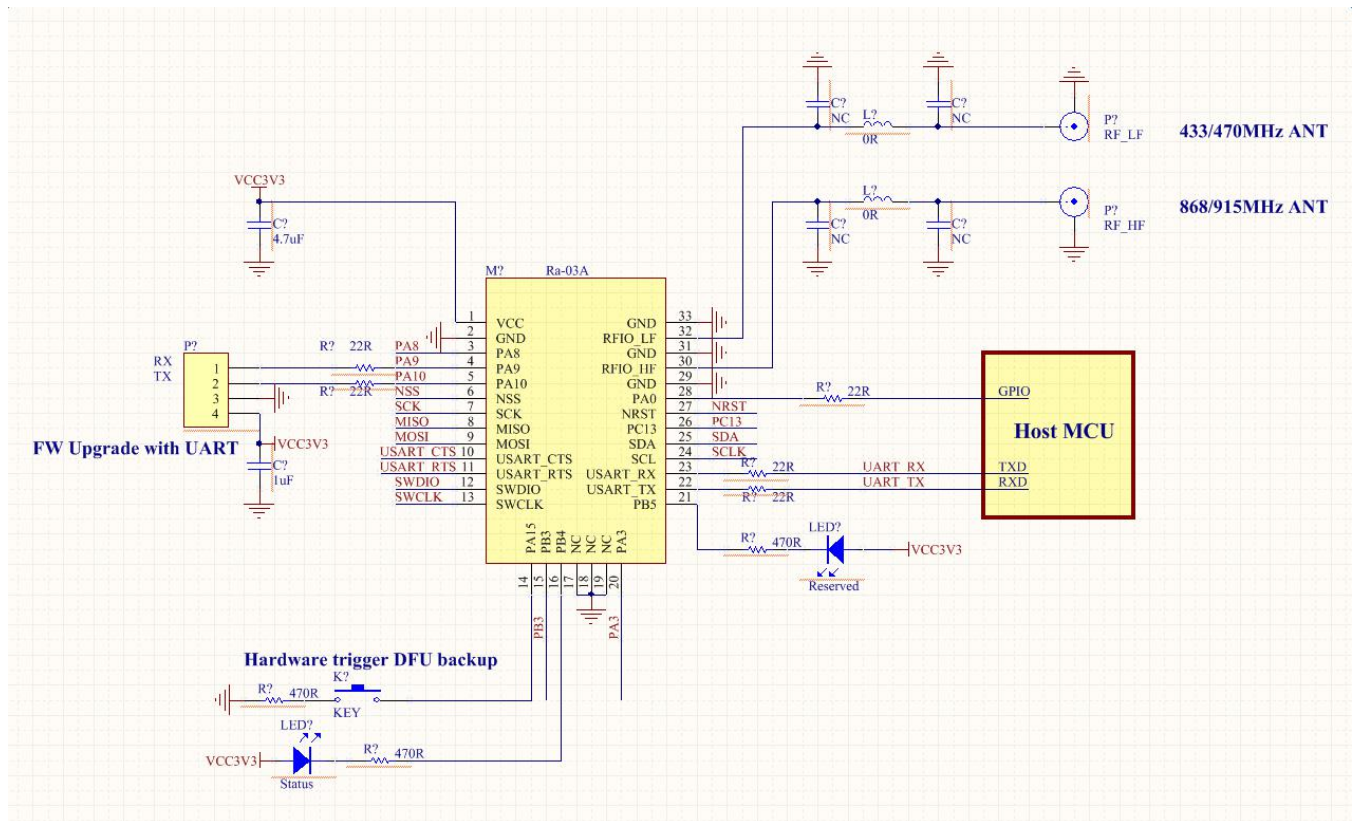 C?
NC
C?
NC
L?
0R
P?
RF_LF
433/470MHz ANT
VCC3V3
C?
4.7uF
L?
0R
C?
NC
C?
NC
P?
RF_HF
868/915MHz ANT
M?
Ra-03A
1
VCC
2
GND
PA8
3
PA8
PA9
4
PA9
PA10
5
PA10
NSS
6
NSS
SCK
7
SCK
MISO
8
MISO
MOSI
9
MOSI
USART_CTS
10
USART_CTS
USART_RTS
11
USART_RTS
SWDIO
12
SWDIO
SWCLK
13
SWCLK
GND
33
RFIO_LF
32
GND
31
RFIO_HF
30
GND
29
PA0
28
NRST
27
NRST
PC13
26
PC13
SDA
25
SDA
SCL
24
SCLK
USART_RX
23
USART_TX
22
PB5
21
PA15
PB3
PB4
NC
NC
NC
PA3
14
15
16
17
18
19
20
PB3
PA3
P?
RX
TX
1
2
3
4
R? 22R
R? 22R
FW Upgrade with UART
VCC3V3
C?
1uF
R? 22R
GPIO
Host MCU
R? 22R
UART_RX
TXD
R? 22R
UART_TX
RXD
R? 470R
LED?
VCC3V3
Reserved
Hardware trigger DFU backup
R? 470R
K?
KEY
LED?
VCC3V3
R? 470R
Status